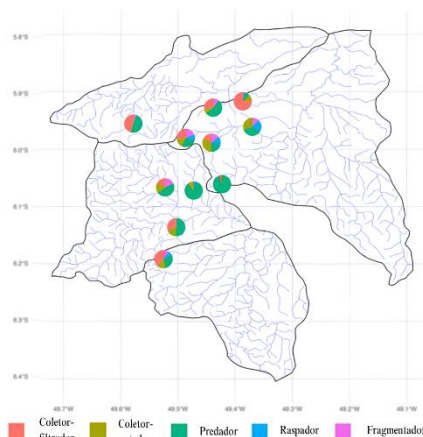 5.8°S
5.9°S
6.0°S
6.1°S
6.2°S
6.3°S
6.4°S
49.7°W 49.6°W 49.5°W 49.4°W 49.3°W 49.2°W 49.1°W
Coletor- Coletor- Predador Raspador Fragmentador